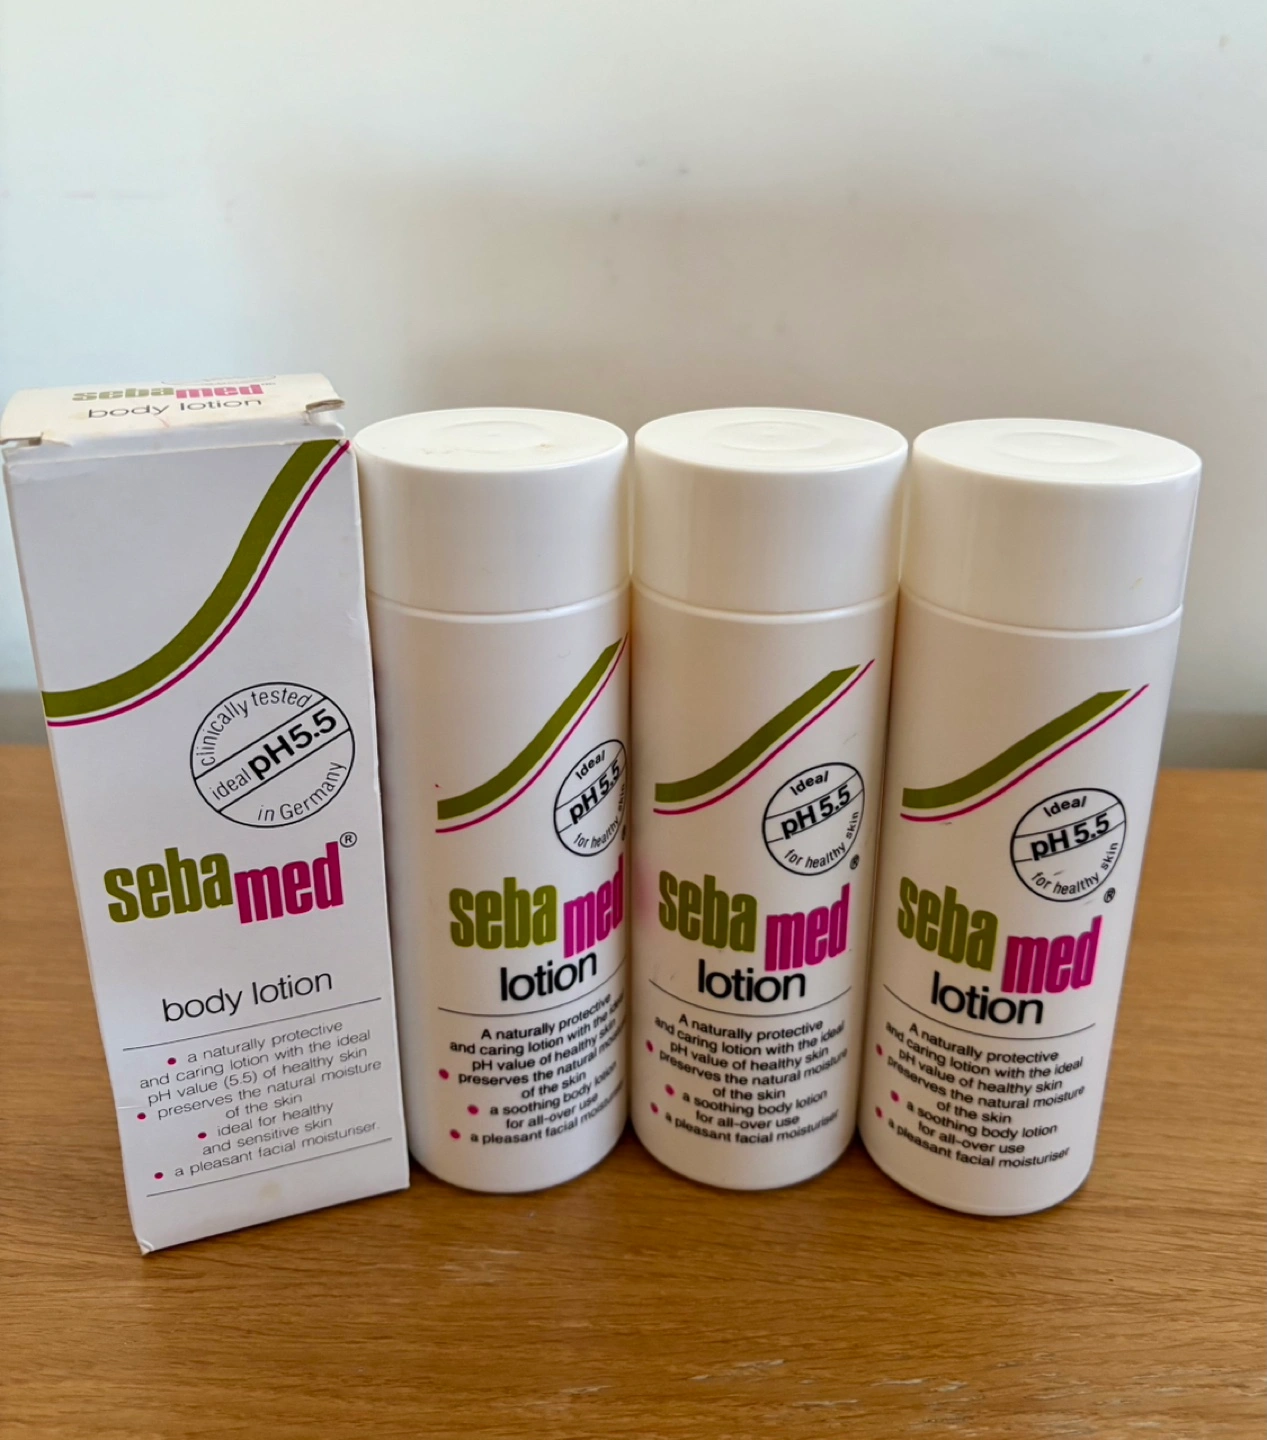 sebamed
body lotion
clinically tested
ideal pH5.5
in Germany
sebamed®
body lotion
• a naturally protective
and caring lotion with the ideal
pH value (5.5) of healthy skin
• preserves the natural moisture
of the skin
• ideal for healthy
and sensitive skin
• a pleasant facial moisturiser.
Ideal
pH 5.5
for healthy skin
sebamed
lotion
A naturally protective
and caring lotion with the
pH value of healthy skin
• preserves the natural
of the skin
• a soothing body lotion
for all-over use
• a pleasant facial
Ideal
pH 5.5
for healthy skin
sebamed®
lotion
A naturally protective
and caring lotion with the ideal
pH value of healthy skin
• preserves the natural moisture
of the skin
• a soothing body lotion
for all-over use
• a pleasant facial moisturiser
Ideal
pH 5.5
for healthy skin
sebamed®
lotion
A naturally protective
and caring lotion with the ideal
pH value of healthy skin
• preserves the natural moisture
of the skin
• a soothing body lotion
for all-over use
• a pleasant facial moisturiser